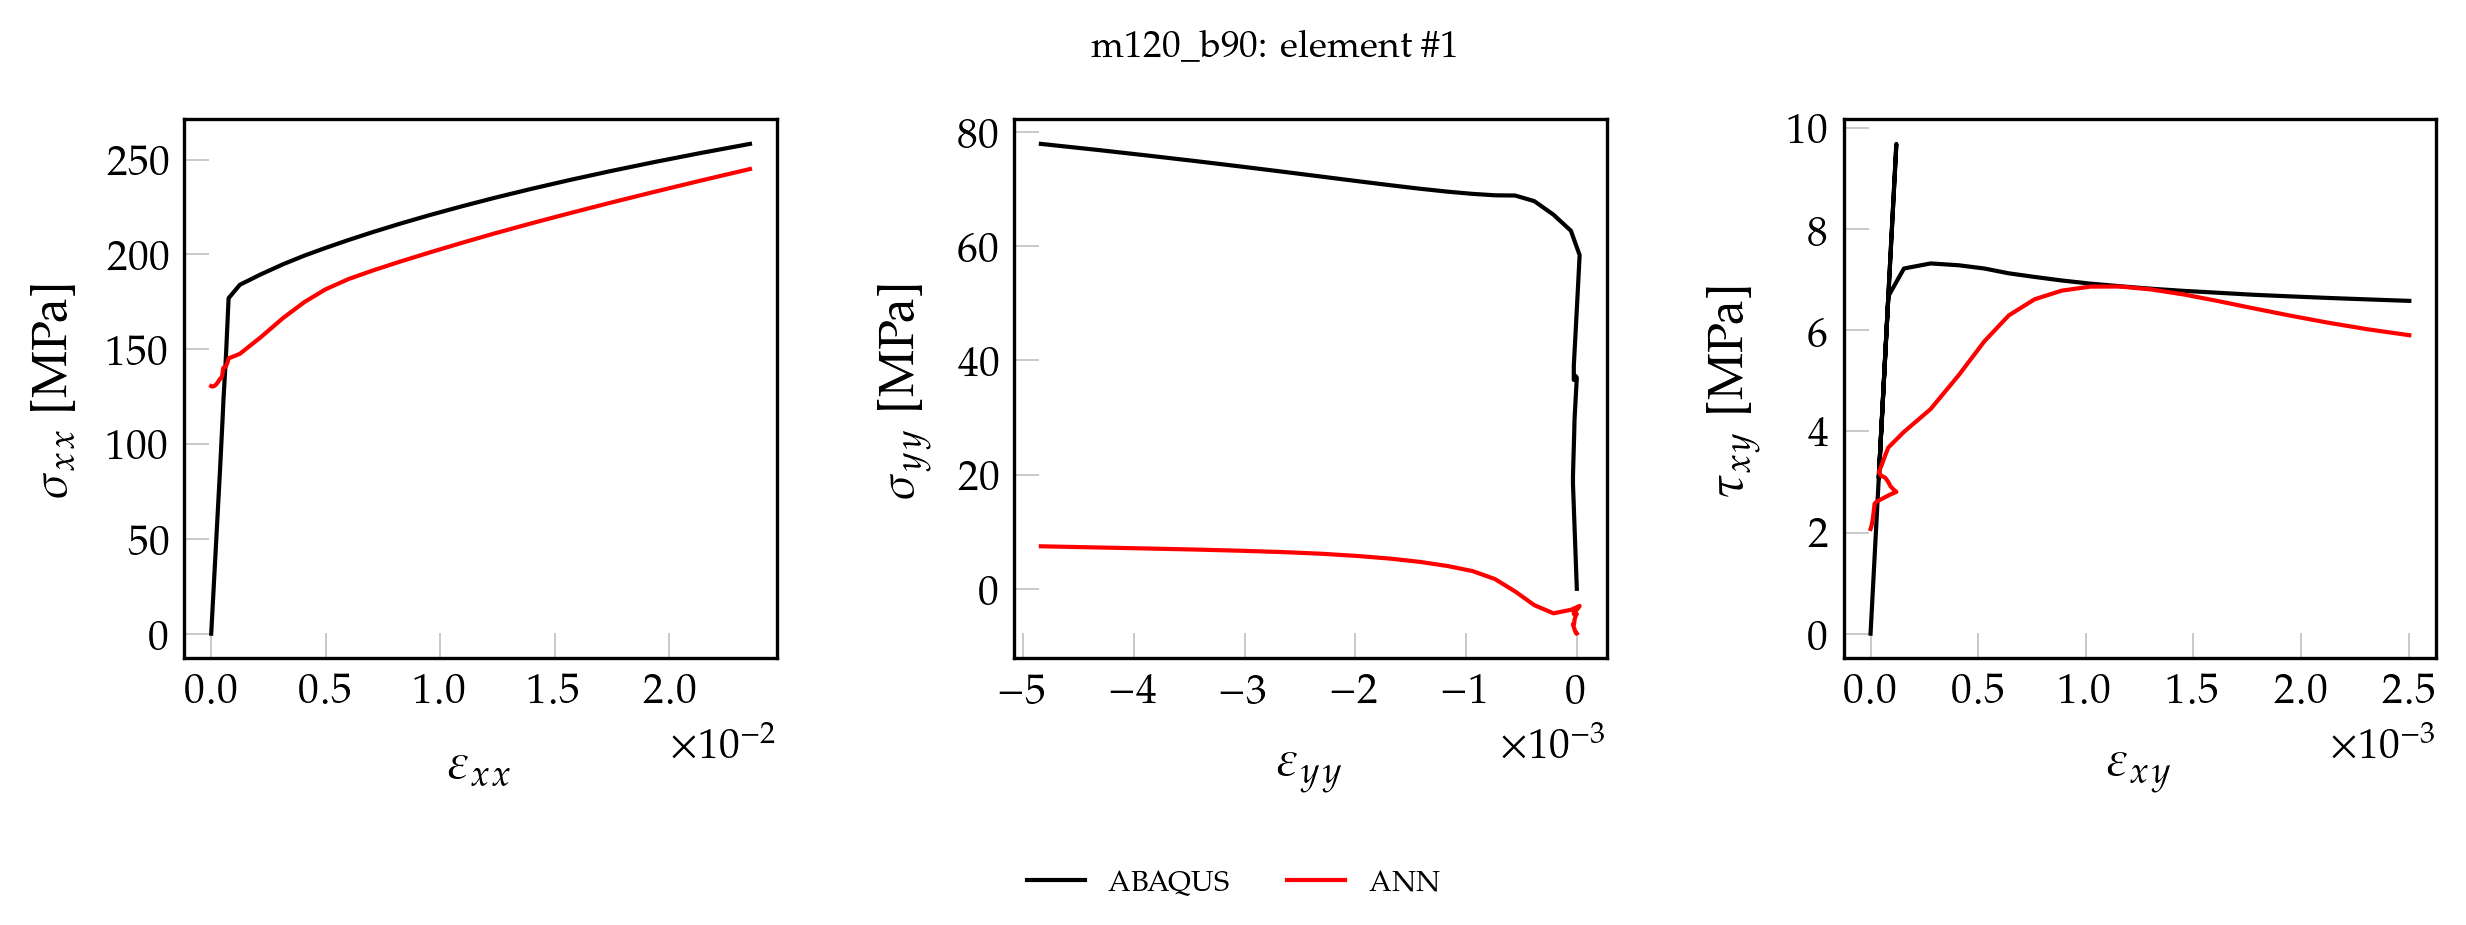 m120_b90: element #1
σxx [MPa]
250
200
150
100
50
0
0.0 0.5 1.0 1.5 2.0
×10−2
εxx
σyy [MPa]
80
60
40
20
0
−5 −4 −3 −2 −1 0
×10−3
εyy
τxy [MPa]
10
8
6
4
2
0
0.0 0.5 1.0 1.5 2.0 2.5
×10−3
εxy
ABAQUS ANN